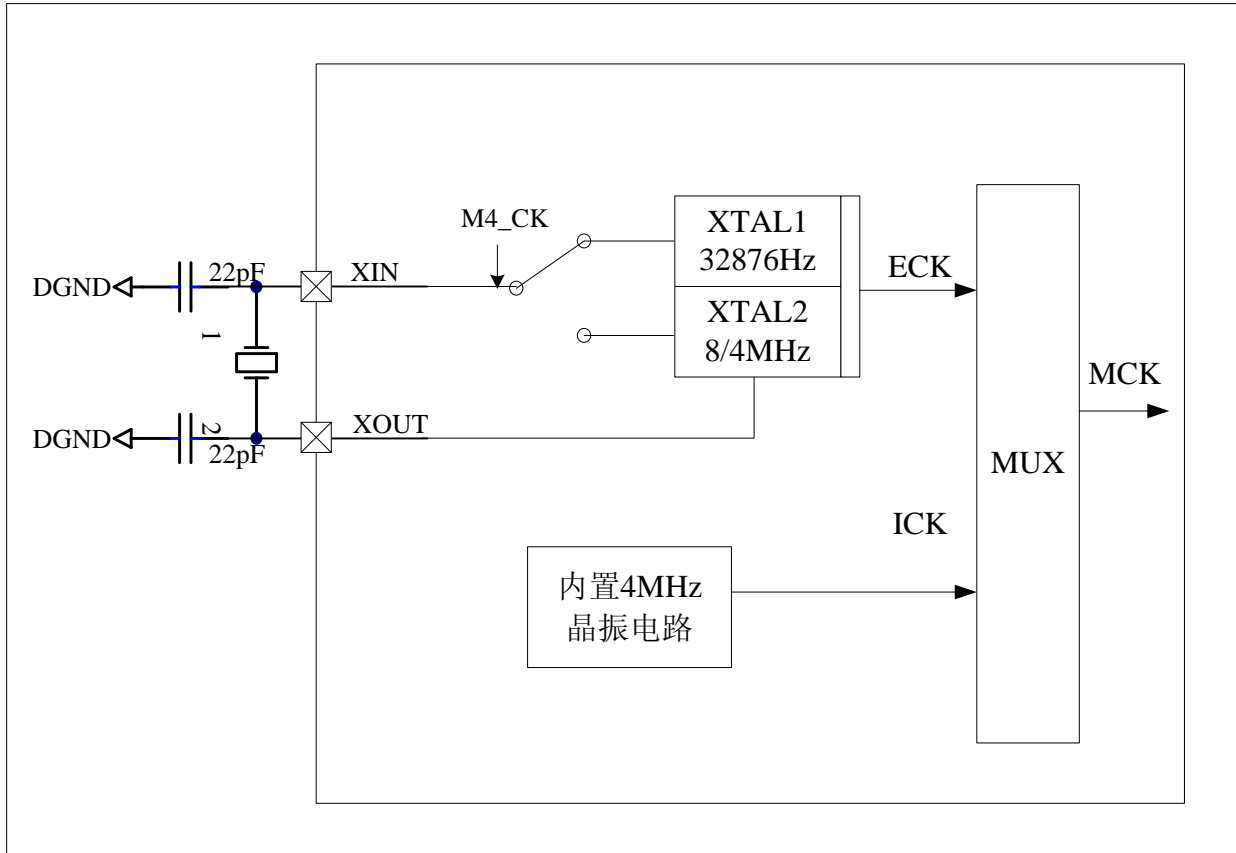 M4_CK
XTAL1
32876Hz
XTAL2
8/4MHz
ECK
22pF
XIN
DGND
1
2
DGND
22pF
XOUT
MCK
MUX
ICK
内置4MHz
晶振电路